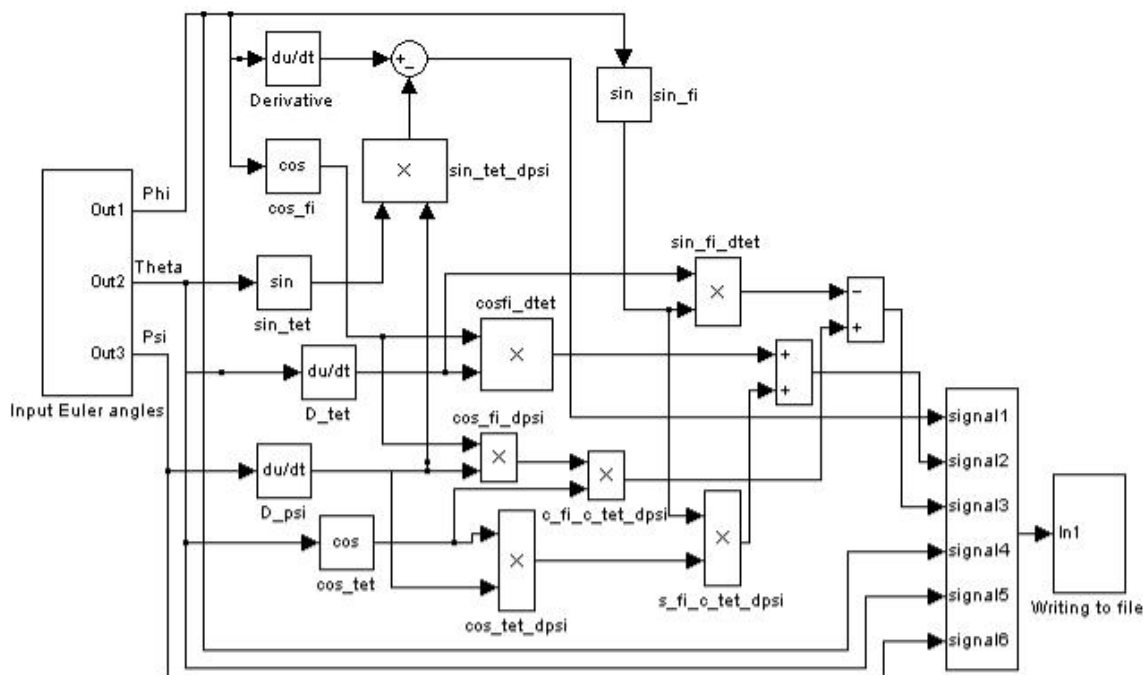 du/dt
+
-
Derivative
sin
sin_fi
cos
cos_fi
×
sin_tet_dpsi
Phi
Out1
Theta
Out2
Psi
Out3
Input Euler angles
sin
sin_tet
sin_fi_dtet
×
-
+
cosfi_dtet
×
+
+
du/dt
D_tet
cos_fi_dpsi
×
du/dt
D_psi
×
c_fi_c_tet_dpsi
cos
cos_tet
×
cos_tet_dpsi
×
s_fi_c_tet_dpsi
signal1
signal2
signal3
signal4
signal5
signal6
In1
Writing to file